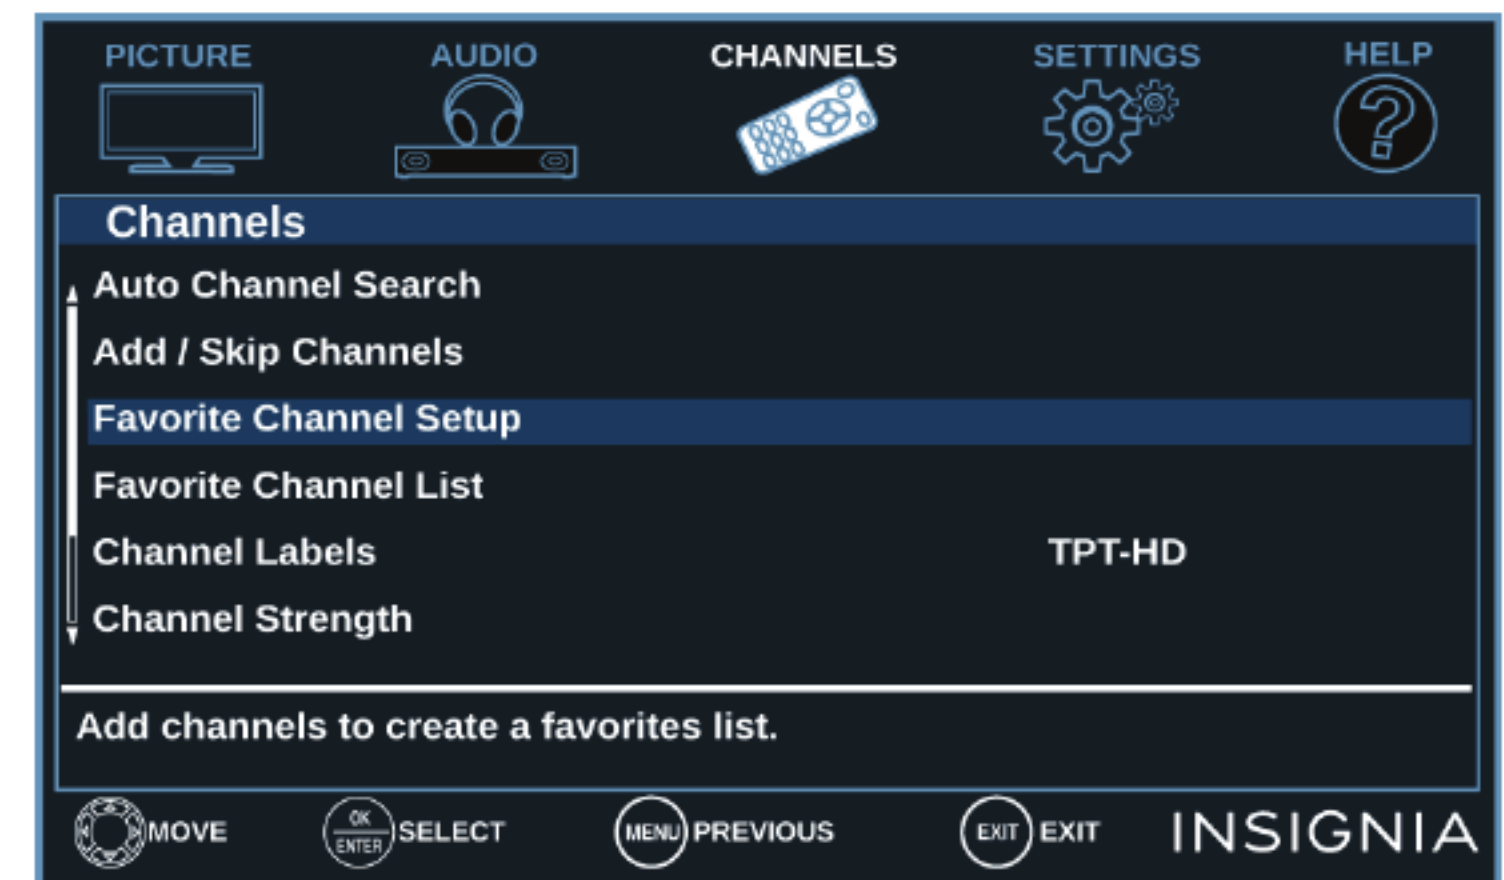 PICTURE AUDIO CHANNELS SETTINGS HELP
Channels
Auto Channel Search
Add / Skip Channels
Favorite Channel Setup
Favorite Channel List
Channel Labels TPT-HD
Channel Strength
Add channels to create a favorites list.
MOVE OK ENTER SELECT MENU PREVIOUS EXIT EXIT INSIGNIA